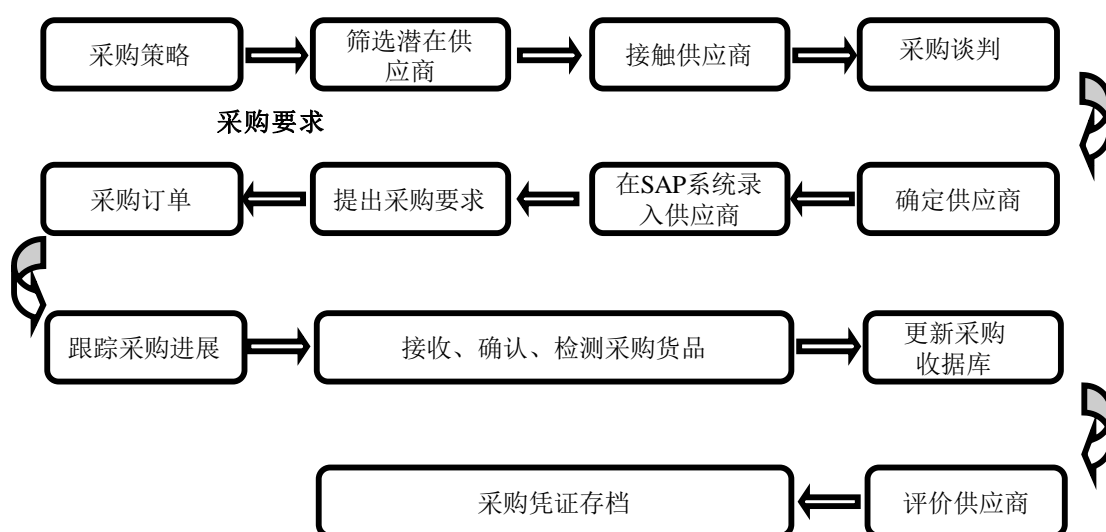 采购策略
筛选潜在供
应商
接触供应商
采购谈判
采购要求
采购订单
提出采购要求
在SAP系统录
入供应商
确定供应商
跟踪采购进展
接收、确认、检测采购货品
更新采购
收据库
采购凭证存档
评价供应商